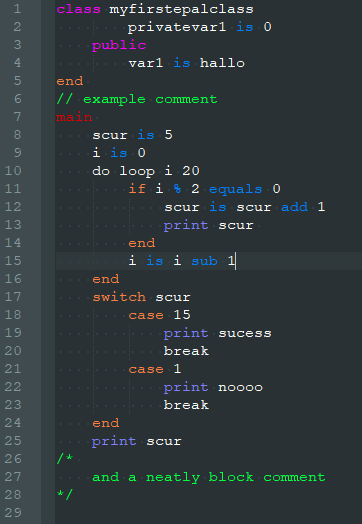 1 class myfirstepalclass
2         privatevar1 is 0
3     public
4         var1 is hallo
5 end
6 // example comment
7 main
8     scur is 5
9     i is 0
10     do loop i 20
11         if i % 2 equals 0
12             scur is scur add 1
13             print scur
14         end
15         i is i sub 1
16     end
17     switch scur
18         case 15
19             print sucess
20             break
21         case 1
22             print noooo
23             break
24     end
25     print scur
26 /*
27     and a neatly block comment
28 */
29